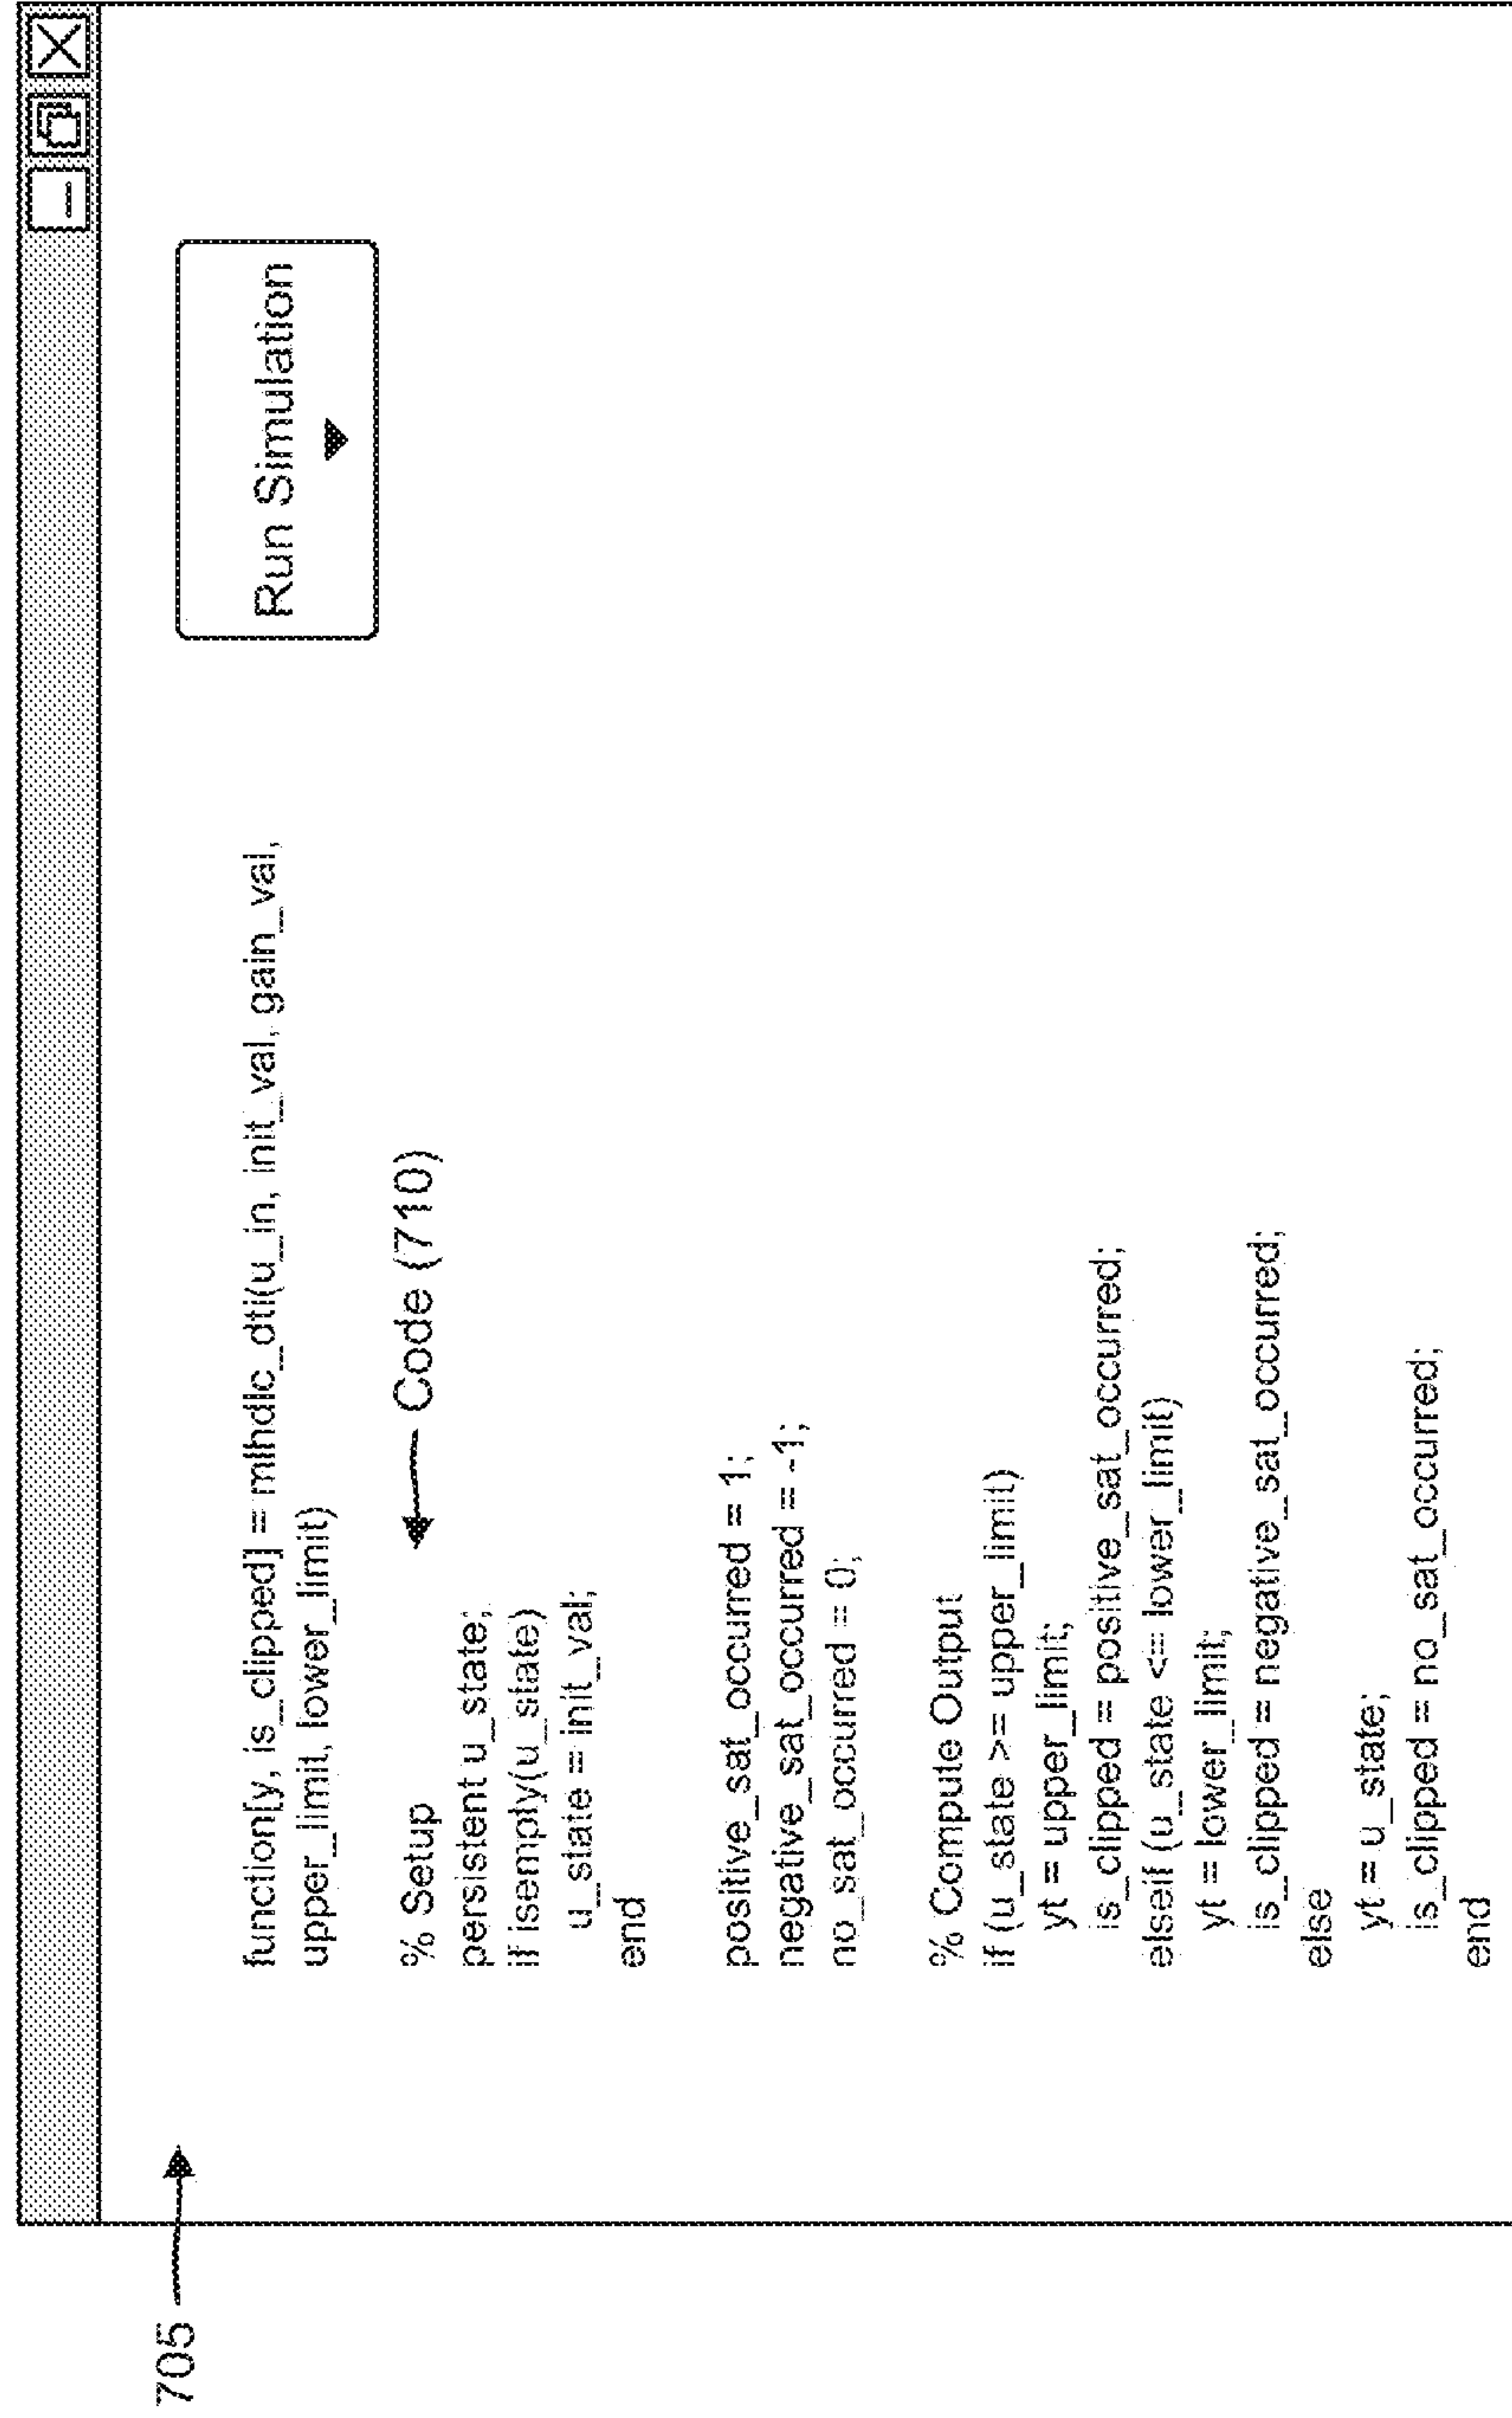 705
Run Simulation
function[y, is_clipped] = mlhdlc_dti(u_in, init_val, gain_val,
upper_limit, lower_limit)
Code (710)
% Setup
persistent u_state;
if isempty(u_state)
u_state = init_val;
end
positive_sat_occurred = 1;
negative_sat_occurred = -1;
no_sat_occurred = 0;
% Compute Output
if (u_state >= upper_limit)
yt = upper_limit;
is_clipped = positive_sat_occurred;
elseif (u_state <= lower_limit)
yt = lower_limit;
is_clipped = negative_sat_occurred;
else
yt = u_state;
is_clipped = no_sat_occurred;
end